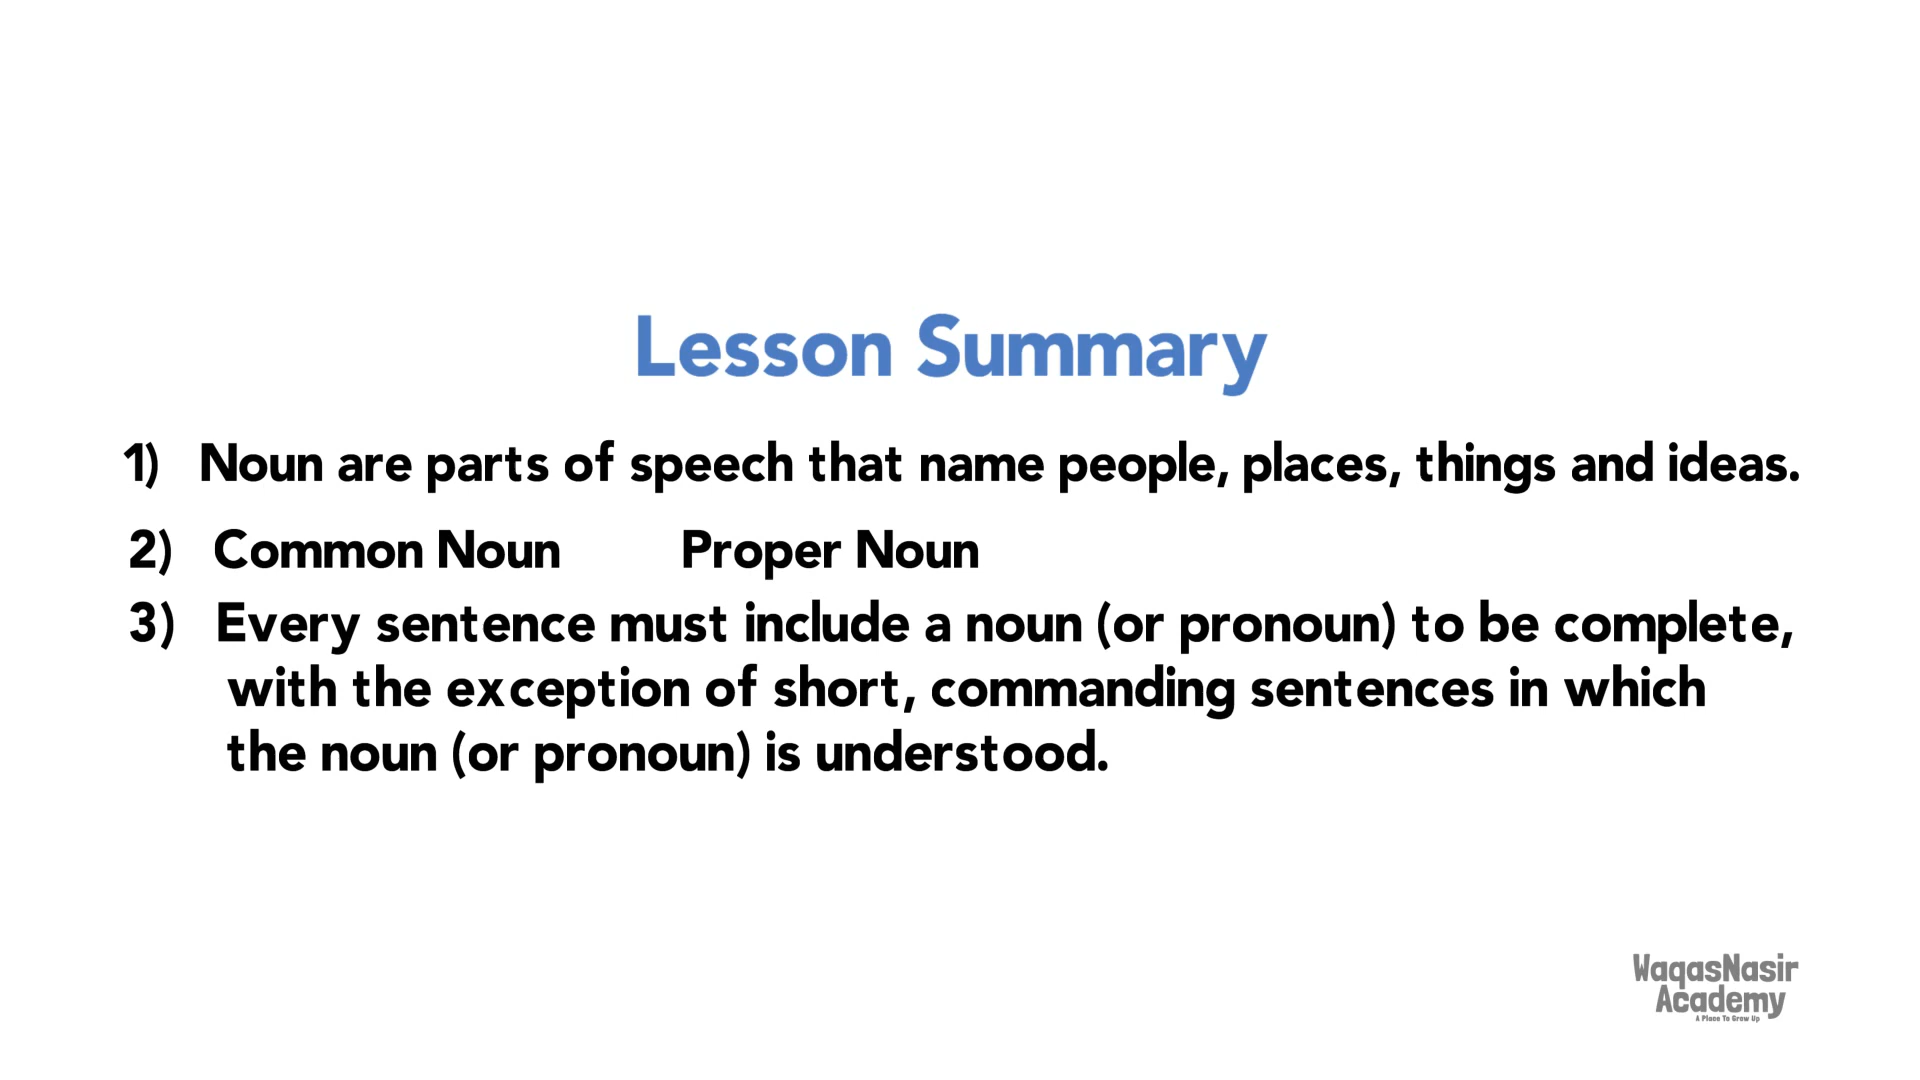 Lesson Summary
1) Noun are parts of speech that name people, places, things and ideas.
2) Common Noun Proper Noun
3) Every sentence must include a noun (or pronoun) to be complete,
with the exception of short, commanding sentences in which
the noun (or pronoun) is understood.
WaqasNasir
Academy
A Place To Grow Up